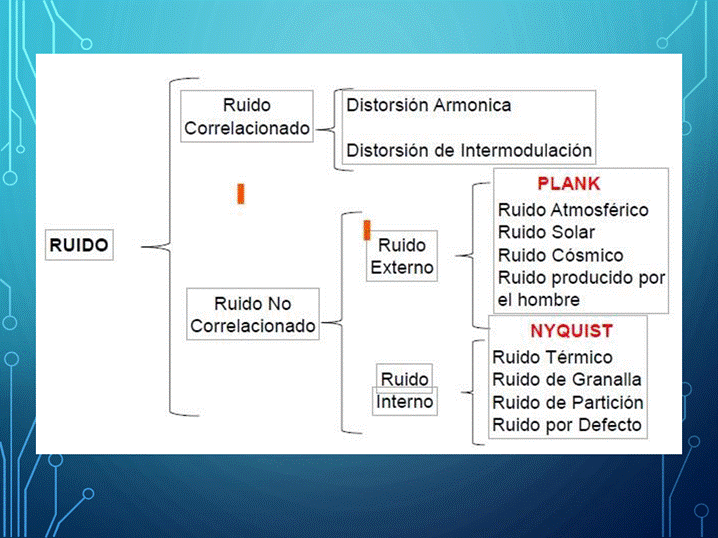 RUIDO
Ruido
Correlacionado
Distorsión Armonica
Distorsión de Intermodulación
Ruido No
Correlacionado
Ruido
Externo
PLANK
Ruido Atmosférico
Ruido Solar
Ruido Cósmico
Ruido producido por
el hombre
Ruido
Interno
NYQUIST
Ruido Térmico
Ruido de Granalla
Ruido de Partición
Ruido por Defecto